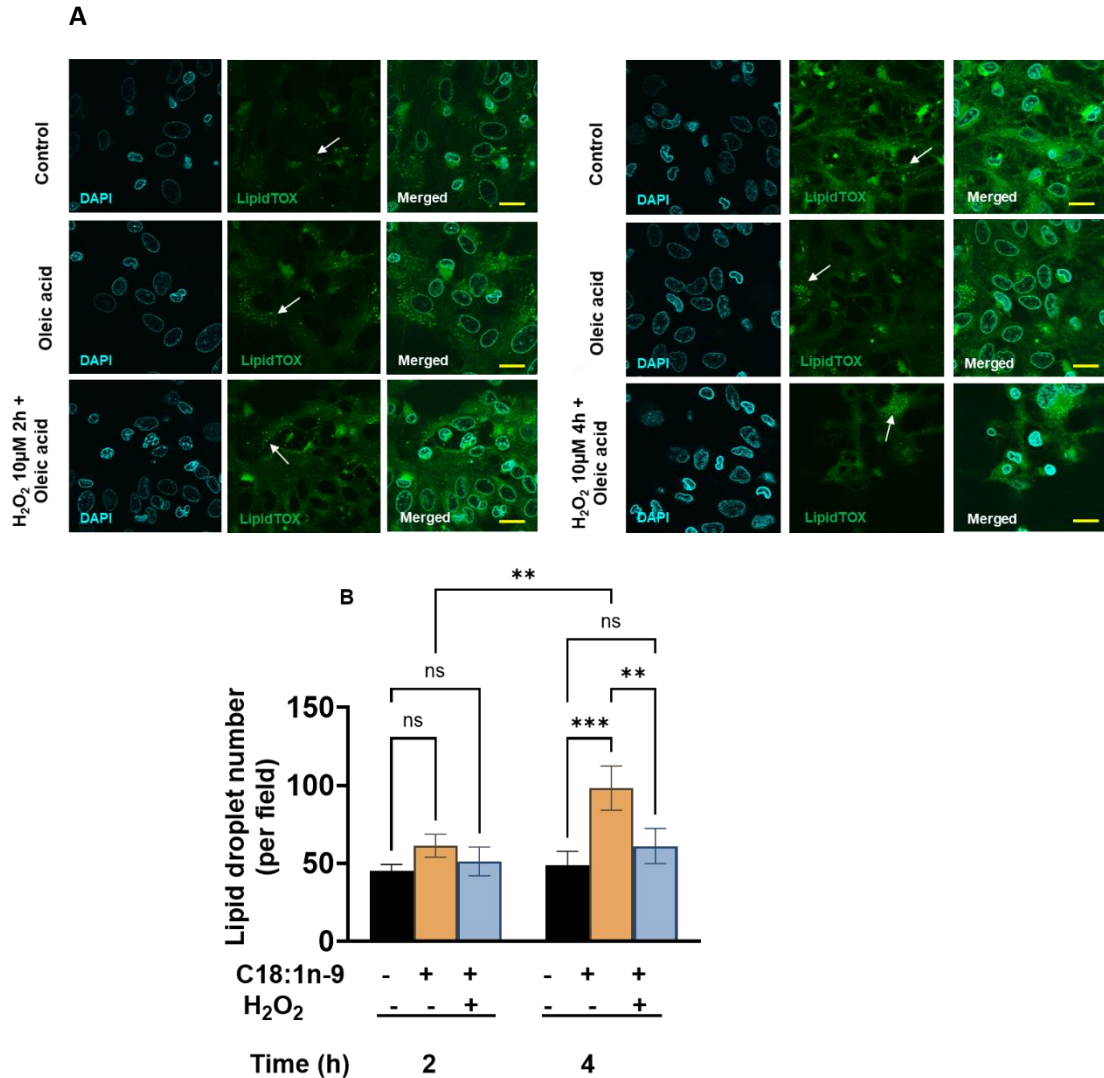 A
Control
DAPI
LipidTOX
Merged
Control
DAPI
LipidTOX
Merged
Oleic acid
DAPI
LipidTOX
Merged
Oleic acid
DAPI
LipidTOX
Merged
H₂O₂ 10µM 2h +
Oleic acid
DAPI
LipidTOX
Merged
H₂O₂ 10µM 4h +
Oleic acid
DAPI
LipidTOX
Merged
B
**
ns
ns
**
ns
***
Lipid droplet number
(per field)
150
100
50
0
C18:1n-9 - + + - + +
H₂O₂ - - + - - +
Time (h) 2 4